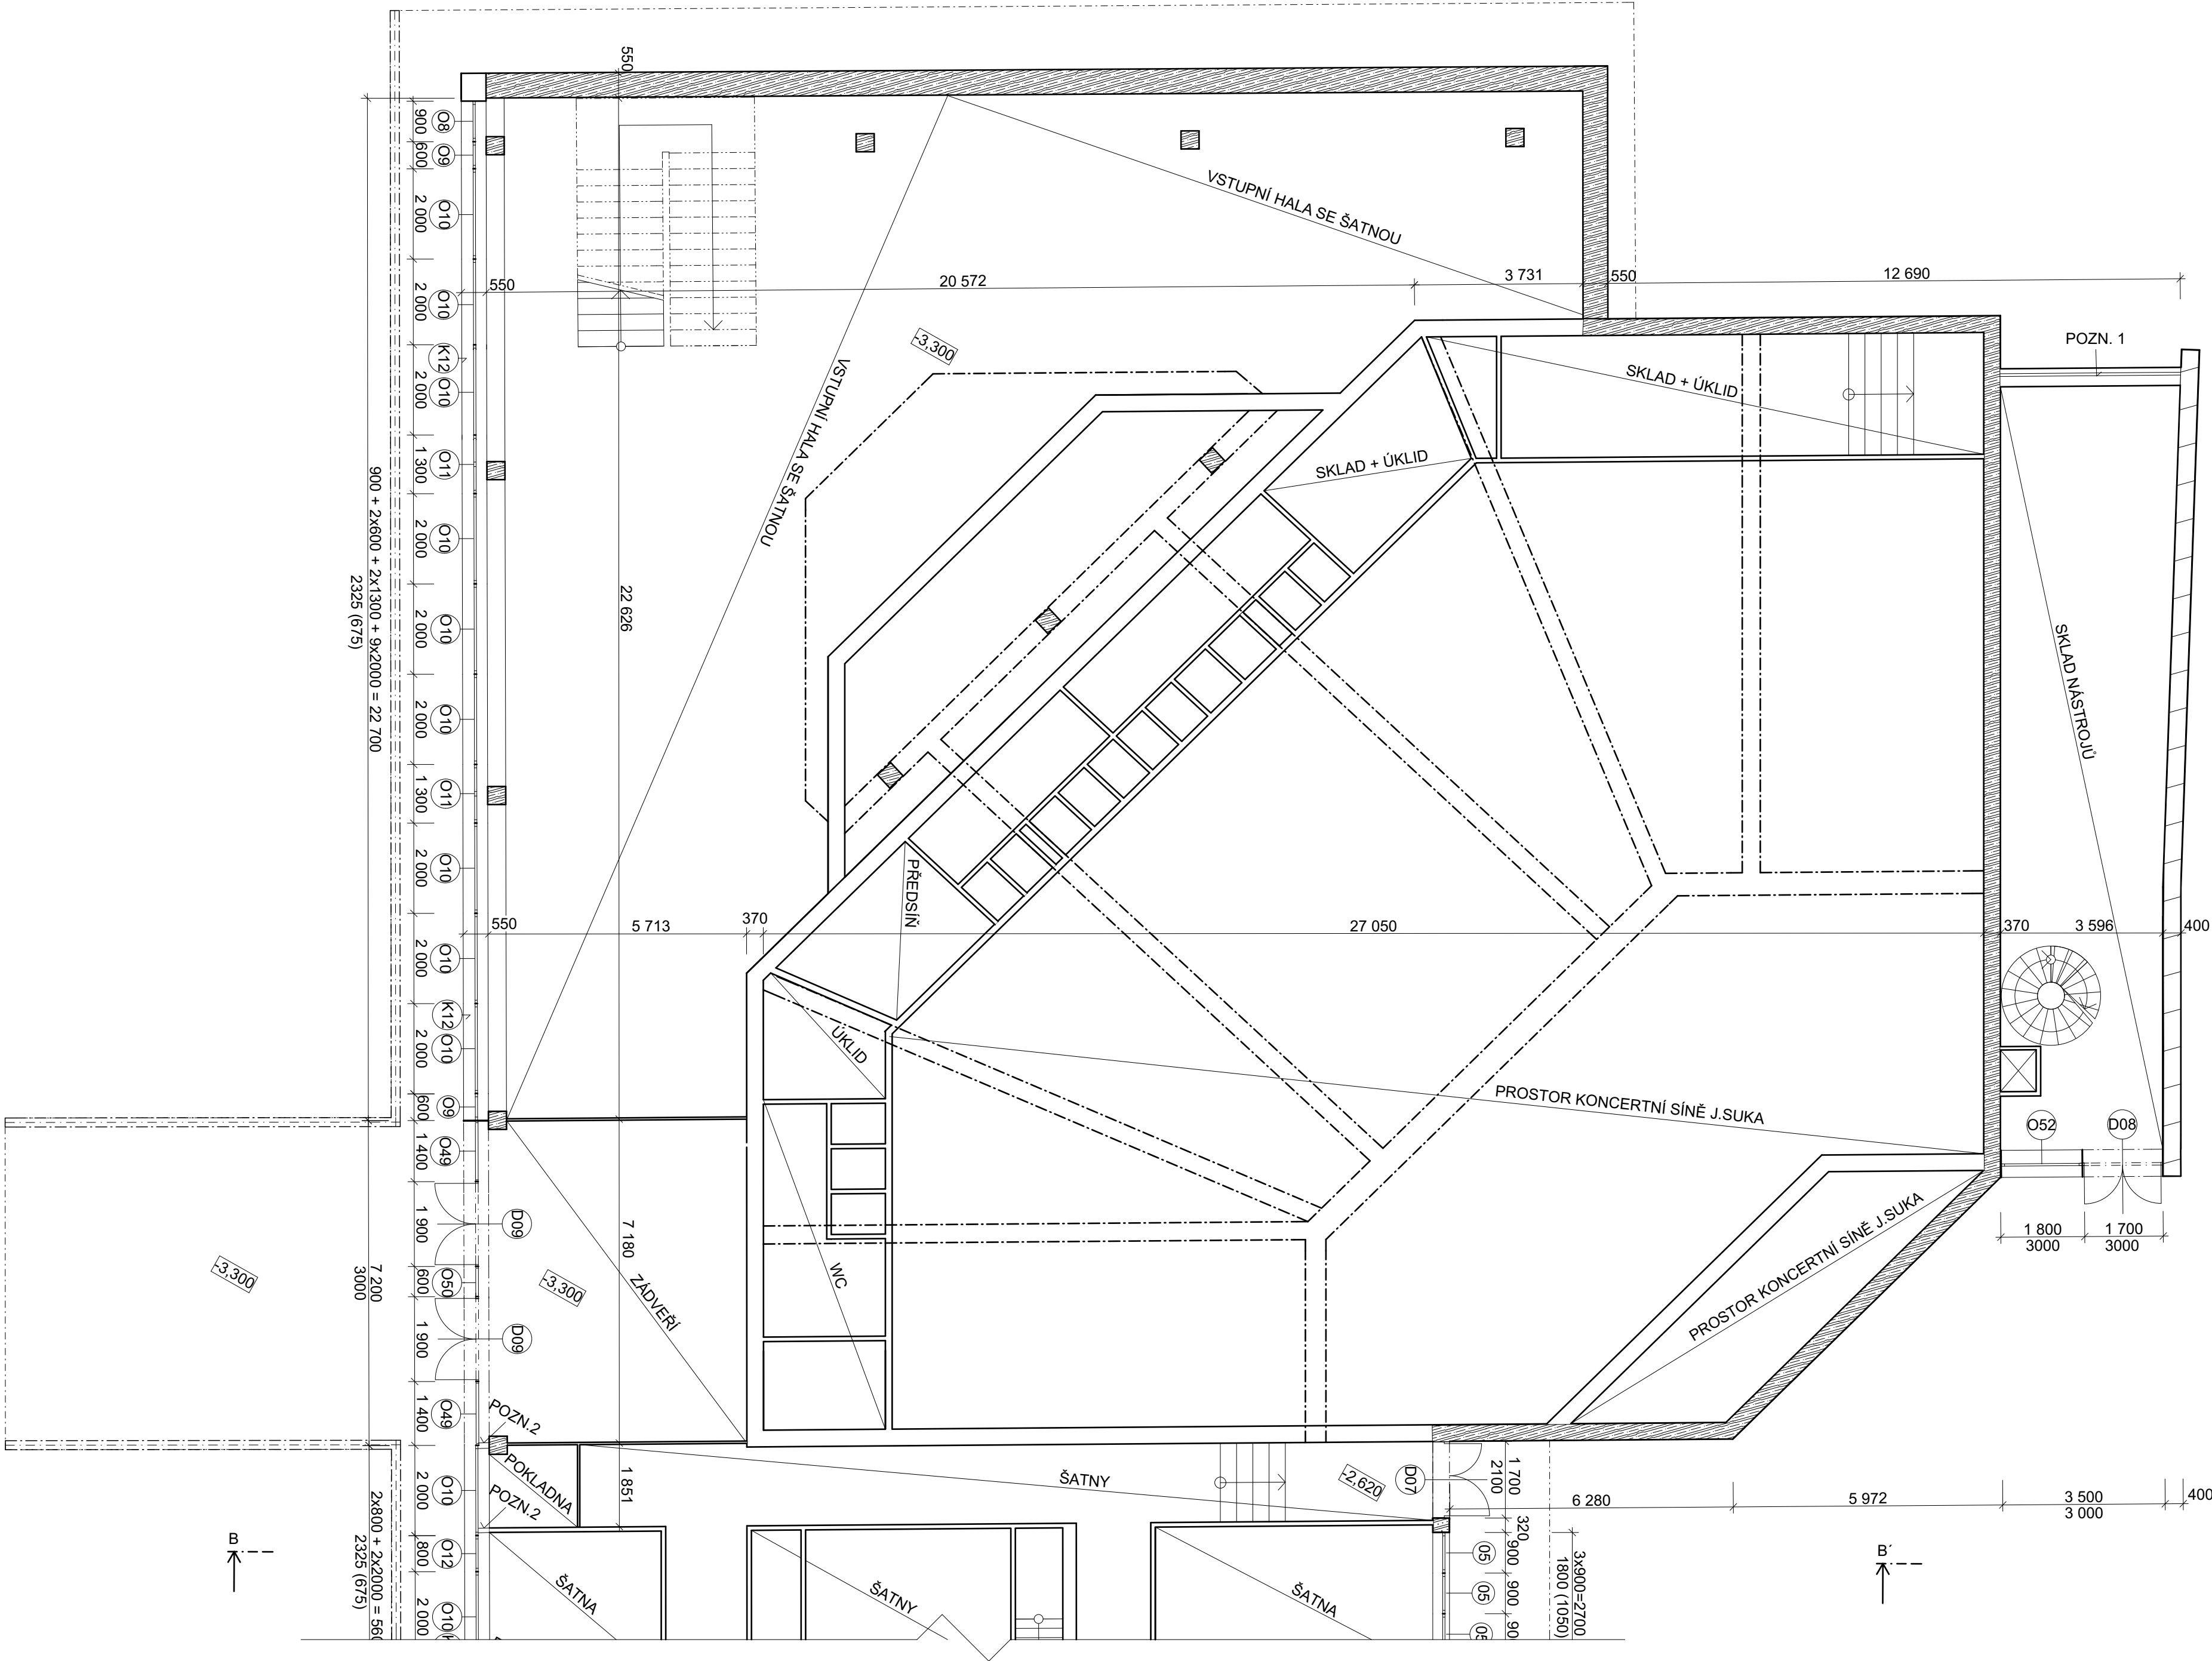 550
900
O8
600
O9
2 000
O10
2 000
O10
K12
2 000
O10
1 300
O11
2 000
O10
2 000
O10
2 000
O10
1 300
O11
2 000
O10
2 000
O10
K12
2 000
O10
600
O9
1 400
O49
1 900
D09
600
O50
1 900
D09
1 400
O49
2 000
O10
800
O12
2 000
900 + 2x600 + 2x1300 + 9x2000 = 22 700
2325 (675)
7 200
3000
2325 (675)
550
20 572
3 731
550
12 690
VSTUPNÍ HALA SE ŠATNOU
VSTUPNÍ HALA SE ŠATNOU
-3,300
22 626
POZN. 1
SKLAD + ÚKLID
SKLAD + ÚKLID
SKLAD NÁSTROJŮ
PŘEDSÍŇ
550
5 713
370
27 050
370
3 596
400
ÚKLID
PROSTOR KONCERTNÍ SÍNĚ J.SUKA
O52
D08
1 800
3000
1 700
3000
PROSTOR KONCERTNÍ SÍNĚ J.SUKA
WC
7 180
ZÁDVEŘÍ
-3,300
-3,300
POZN.2
POKLADNA
POZN.2
1 851
ŠATNY
-2,620
D07
1 700
2100
6 280
5 972
3 500
3 000
400
320
900
900
05
05
3x900=2700
1800 (1050)
ŠATNA
ŠATNY
ŠATNA
B
B´